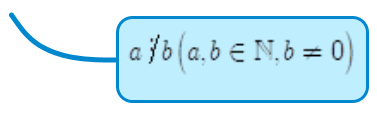 a ⋮̸ b (a, b ∈ ℕ, b ≠ 0)